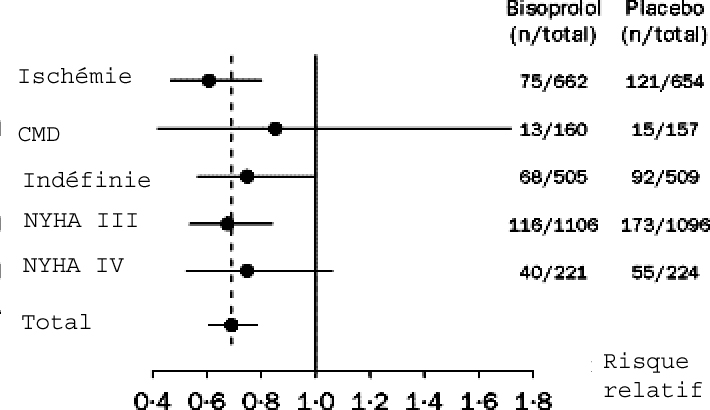 Bisoprolol Placebo
(n/total) (n/total)
Ischémie 75/662 121/654
CMD 13/160 15/157
Indéfinie 68/505 92/509
NYHA III 116/1106 173/1096
NYHA IV 40/221 55/224
Total
0·4 0·6 0·8 1·0 1·2 1·4 1·6 1·8
Risque
relatif